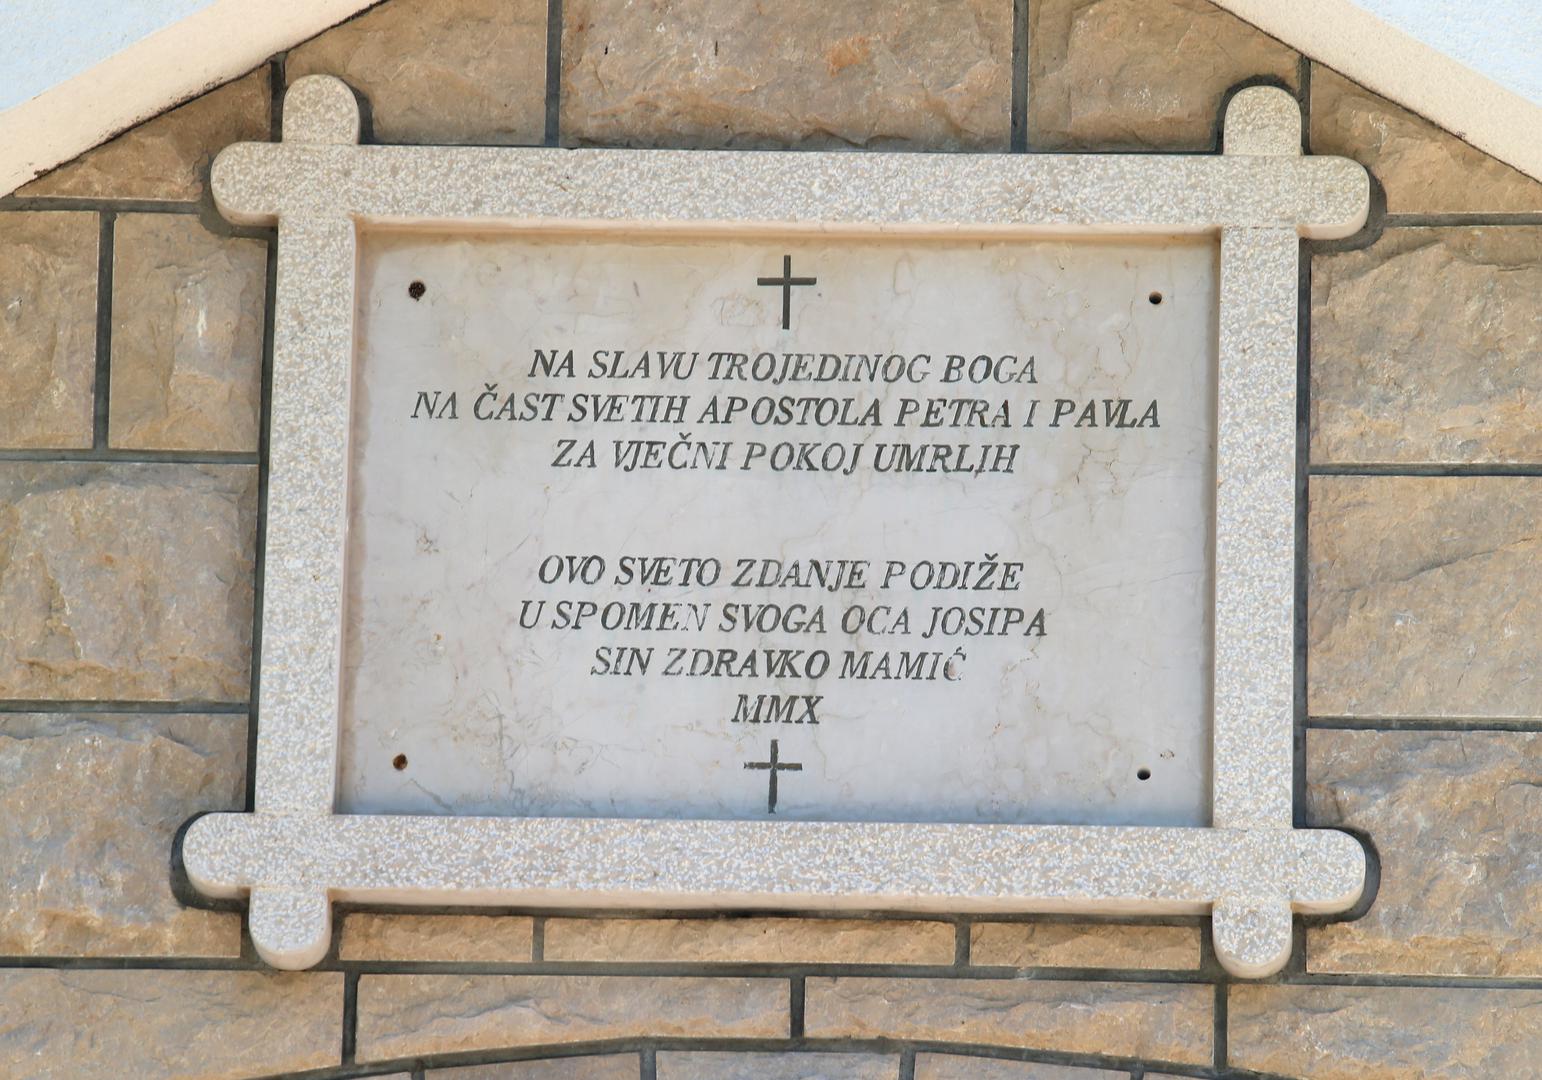 NA SLAVU TROJEDINOG BOGA
NA ČAST SVETIH APOSTOLA PETRA I PAVLA
ZA VJEČNI POKOJ UMRLIH
OVO SVETO ZDANJE PODIŽE
U SPOMEN SVOGA OCA JOSIPA
SIN ZDRAVKO MAMIĆ
MMX